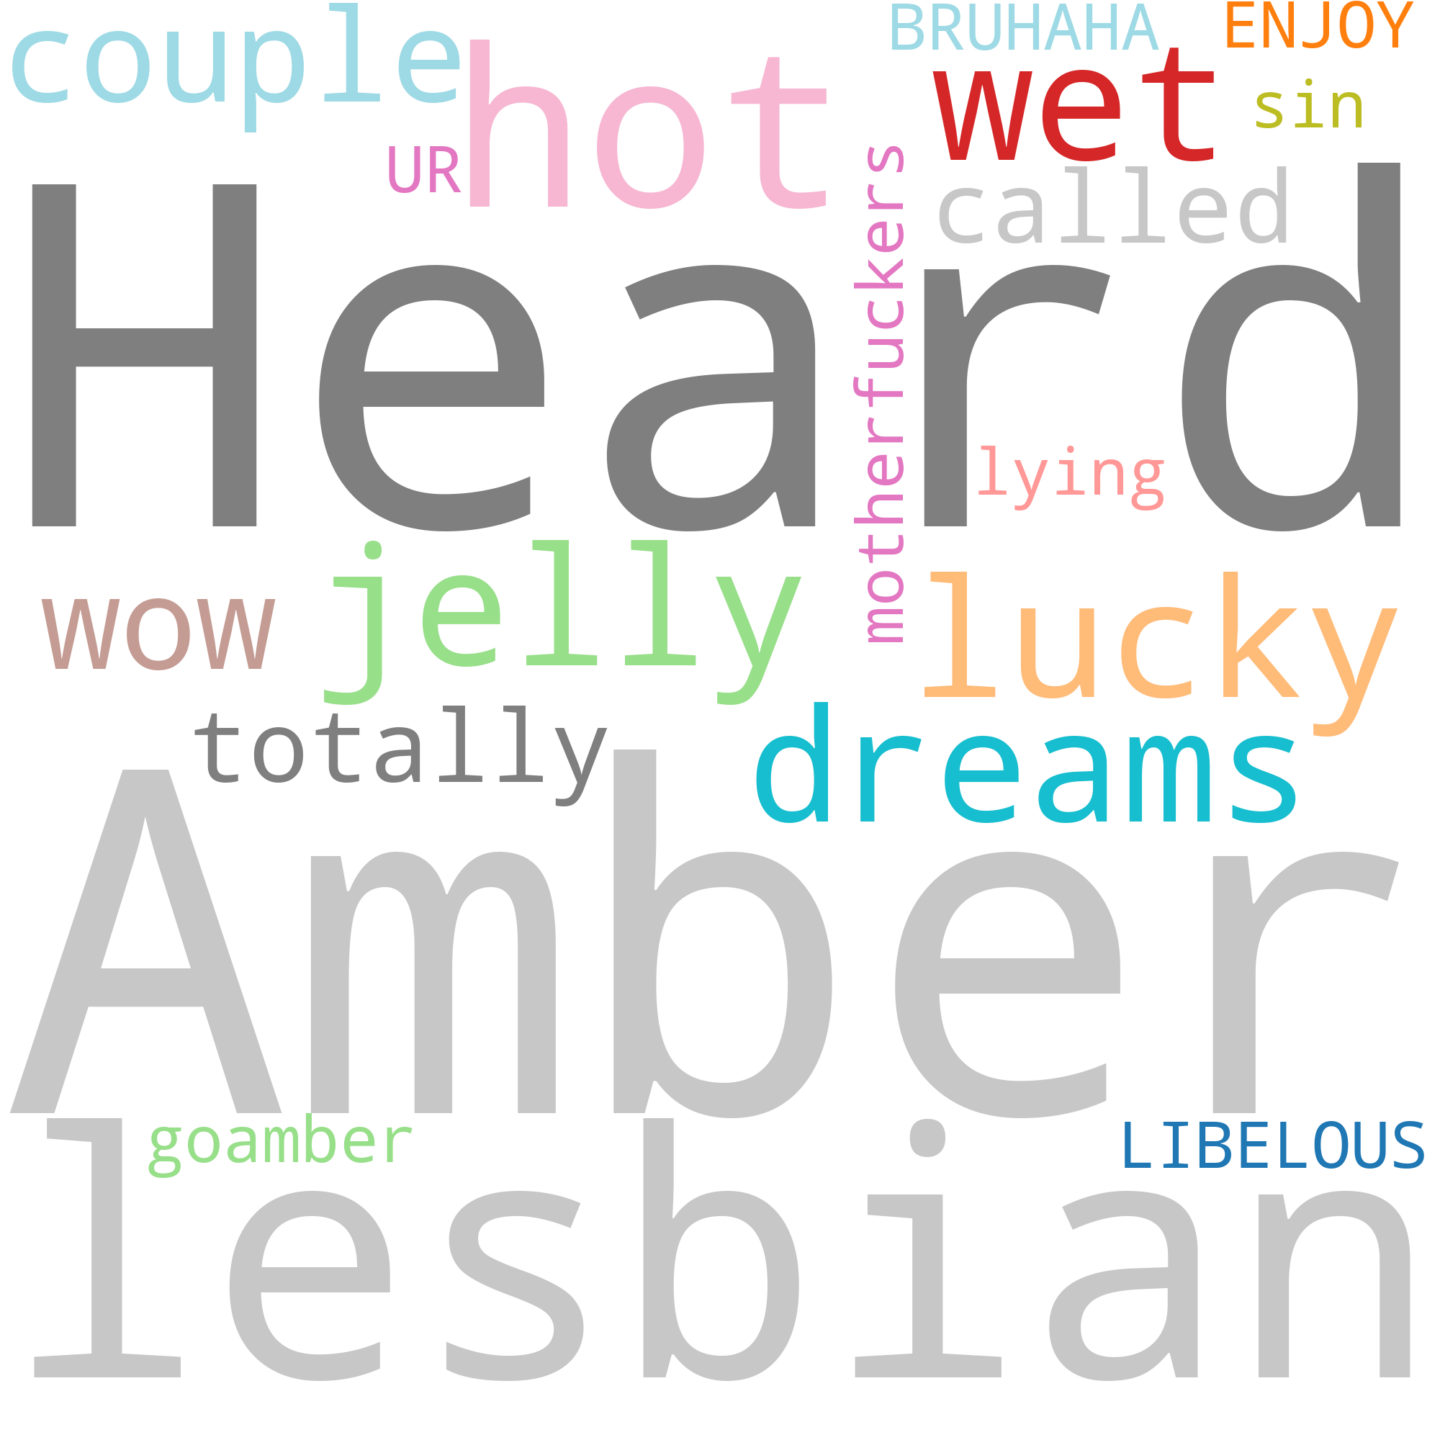 couple
hot
BRUHAHA
ENJOY
wet
sin
UR
called
motherfuckers
Heard
lying
jelly
wow
lucky
totally
dreams
Amber
goamber
LIBELOUS
lesbian